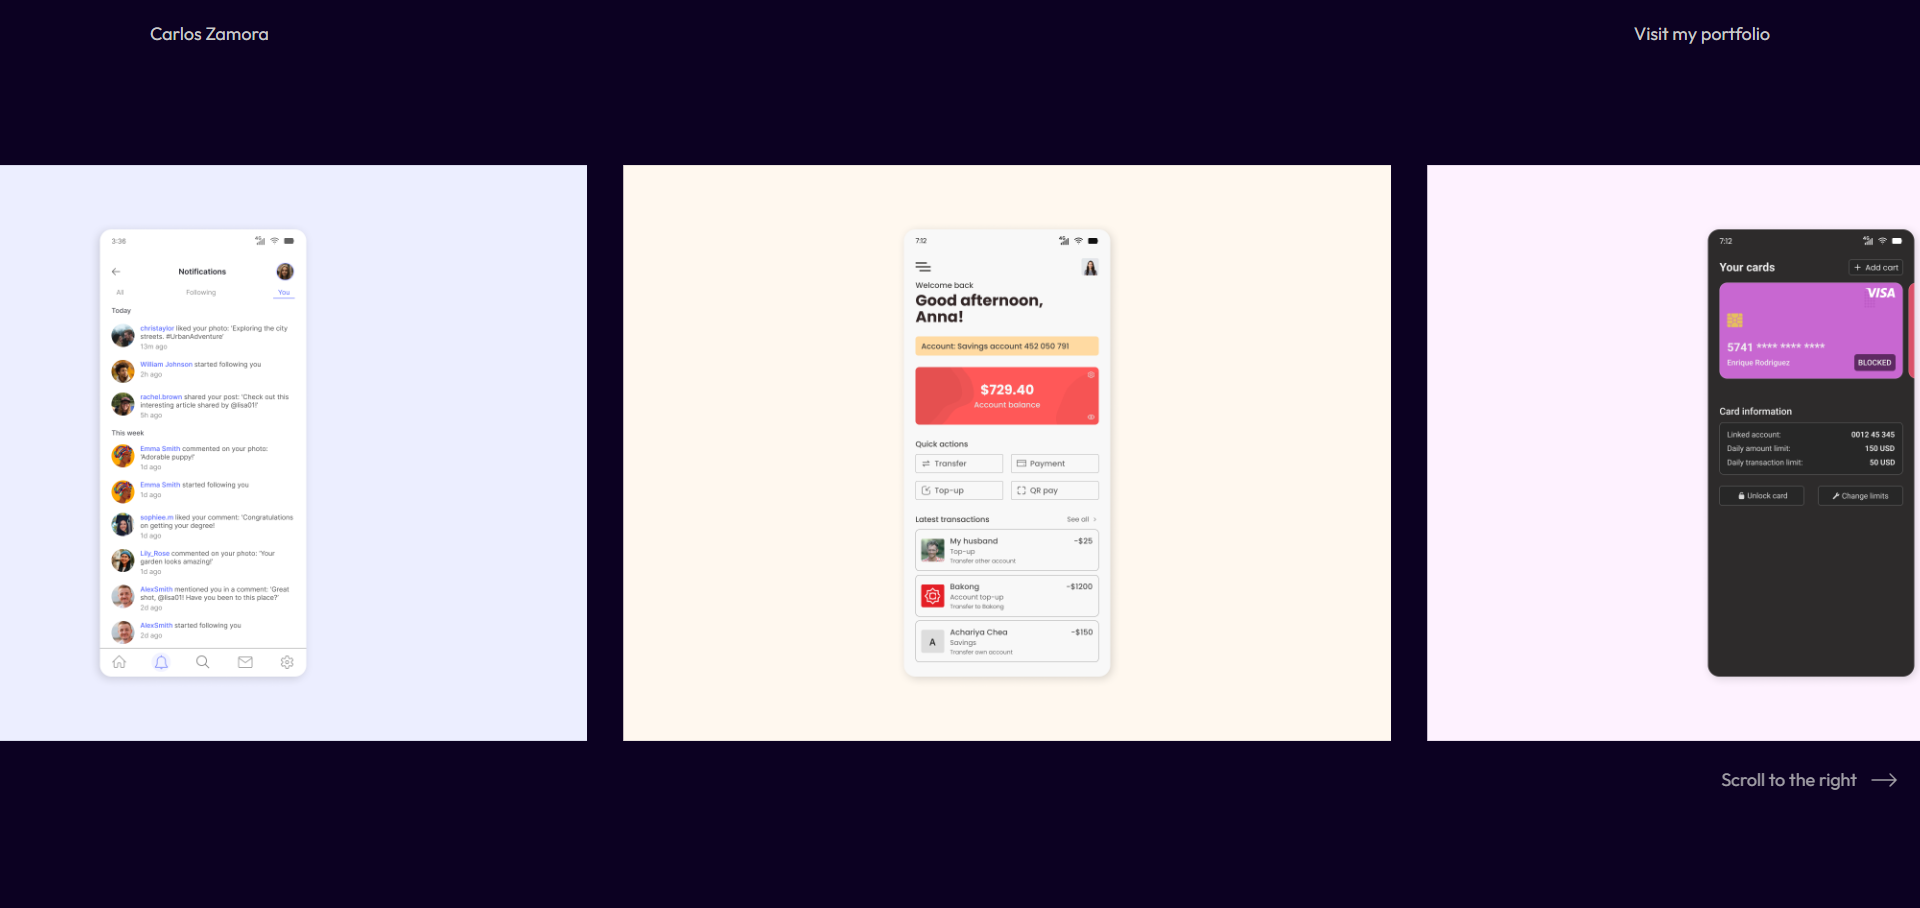 Carlos Zamora
Visit my portfolio
3:36
4G
Notifications
All
Following
You
Today
christaylor liked your photo: 'Exploring the city
streets. #UrbanAdventure'
13m ago
William Johnson started following you
2h ago
rachel.brown shared your post: 'Check out this
interesting article shared by @lisa01!'
5h ago
This week
Emma Smith commented on your photo:
'Adorable puppy!'
1d ago
Emma Smith started following you
1d ago
sophiee.m liked your comment: 'Congratulations
on getting your degree!
1d ago
Lily_Rose commented on your photo: 'Your
garden looks amazing!'
1d ago
AlexSmith mentioned you in a comment: 'Great
shot, @lisa01! Have you been to this place?'
2d ago
AlexSmith started following you
2d ago
7:12
4G
Welcome back
Good afternoon,
Anna!
Account: Savings account 452 050 791
$729.40
Account balance
Quick actions
Transfer
Payment
Top-up
QR pay
Latest transactions
See all
My husband
-$25
Top-up
Transfer other account
Bakong
-$1200
Account top-up
Transfer to Bakong
A
Achariya Chea
-$150
Savings
Transfer own account
7:12
4G
Your cards
+ Add cart
VISA
5741 **** **** ****
Enrique Rodriguez
BLOCKED
Card information
Linked account:
0012 45 345
Daily amount limit:
150 USD
Daily transaction limit:
50 USD
Unlock card
Change limits
Scroll to the right